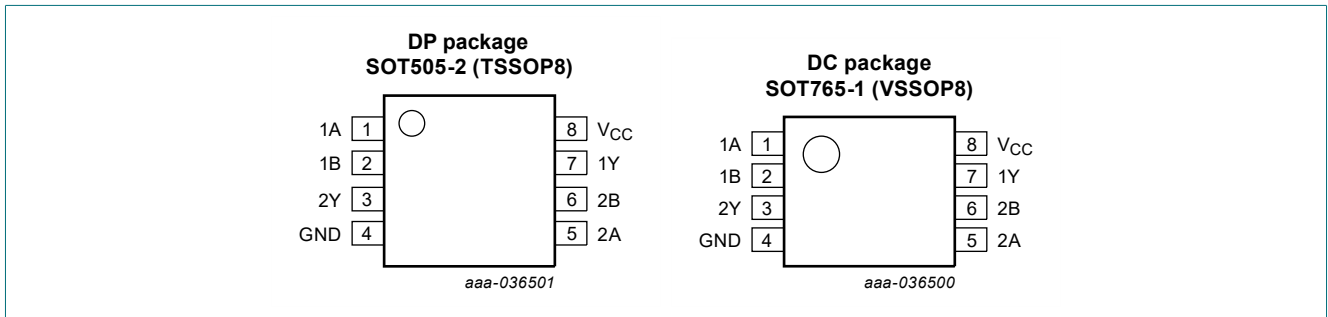 DP package
SOT505-2 (TSSOP8)
1A 1 8 VCC
1B 2 7 1Y
2Y 3 6 2B
GND 4 5 2A
aaa-036501
DC package
SOT765-1 (VSSOP8)
1A 1 8 VCC
1B 2 7 1Y
2Y 3 6 2B
GND 4 5 2A
aaa-036500